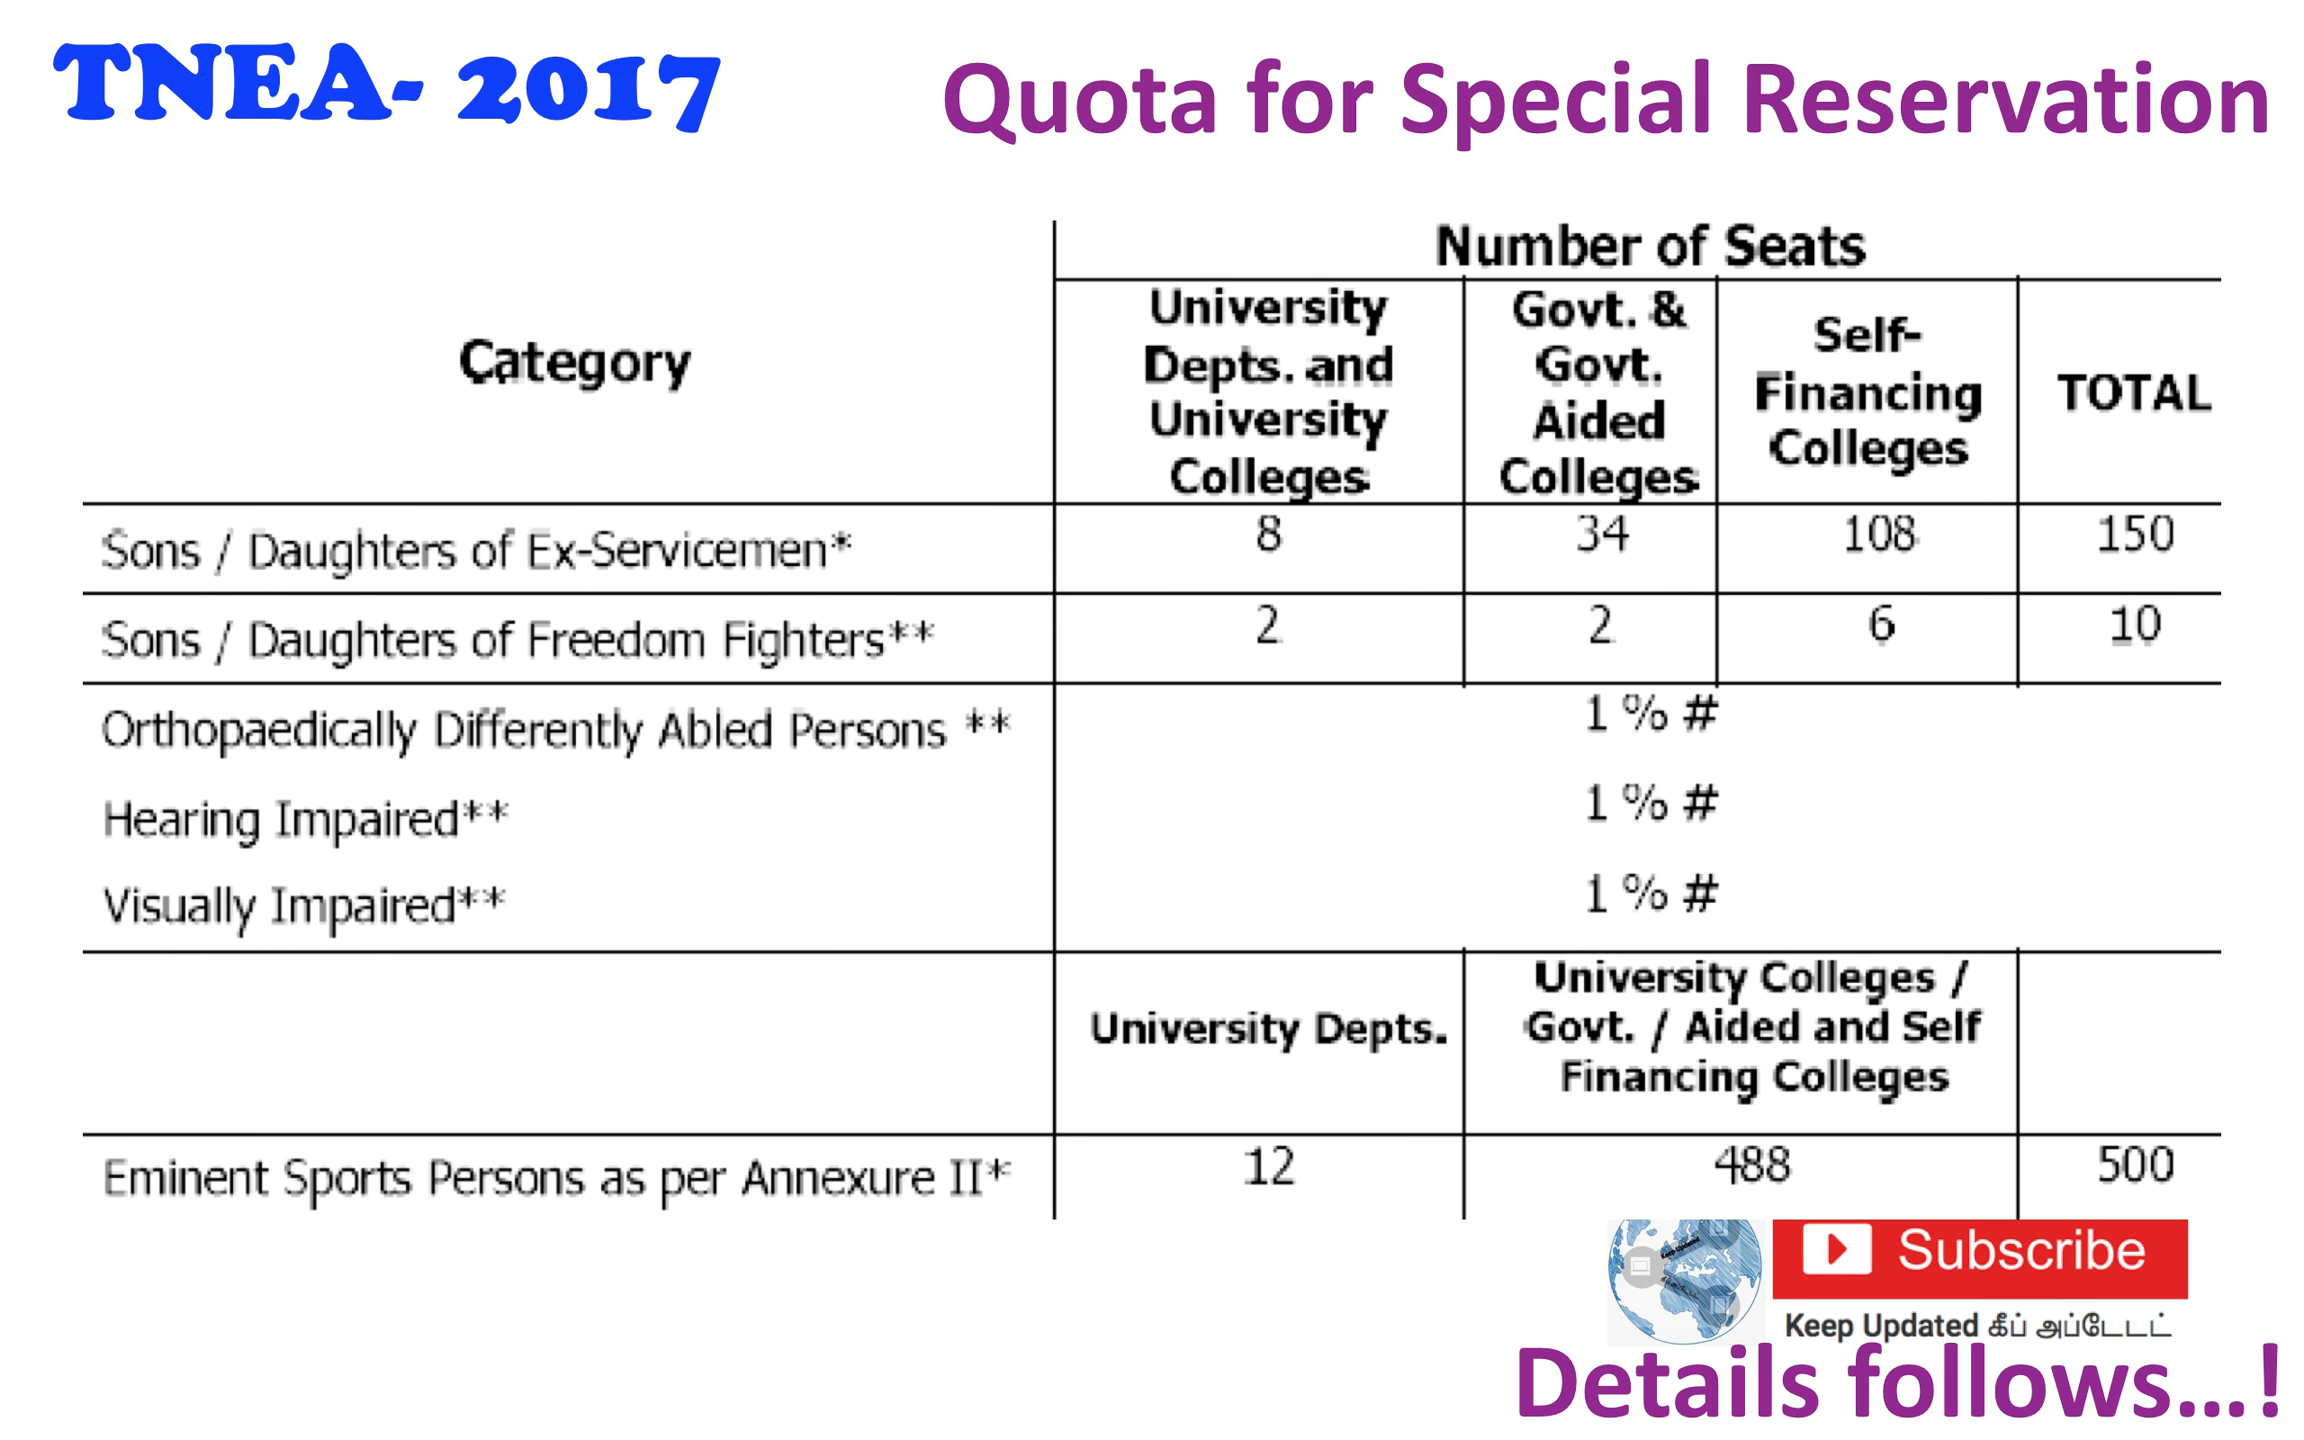 TNEA- 2017
Quota for Special Reservation
Number of Seats
Category
University
Depts. and
University
Colleges
Govt. &
Govt.
Aided
Colleges
Self-
Financing
Colleges
TOTAL
Sons / Daughters of Ex-Servicemen* 8 34 108 150
Sons / Daughters of Freedom Fighters** 2 2 6 10
Orthopaedically Differently Abled Persons ** 1 % #
Hearing Impaired** 1 % #
Visually Impaired** 1 % #
University Depts.
University Colleges /
Govt. / Aided and Self
Financing Colleges
Eminent Sports Persons as per Annexure II* 12 488 500
Keep Updated
Subscribe
Keep Updated கீப் அப்டேடட்
Details follows...!